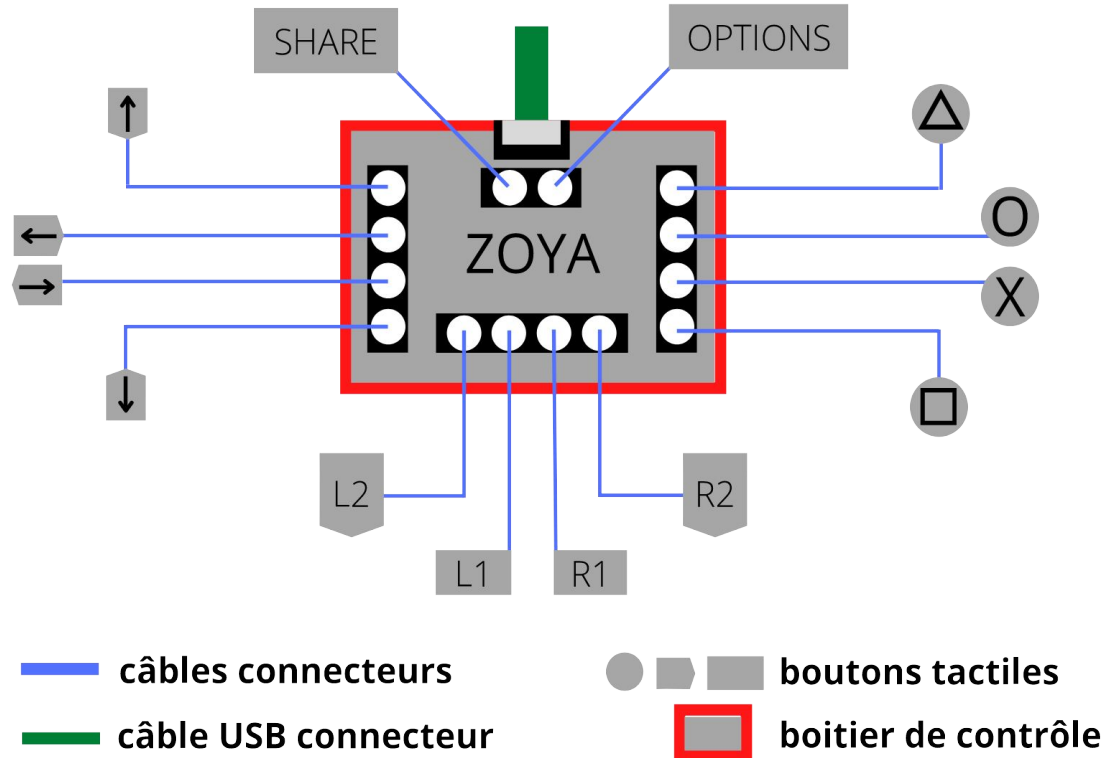 SHARE
OPTIONS
↑
△
←
O
ZOYA
→
X
↓
□
L2
R2
L1
R1
câbles connecteurs
boutons tactiles
câble USB connecteur
boitier de contrôle